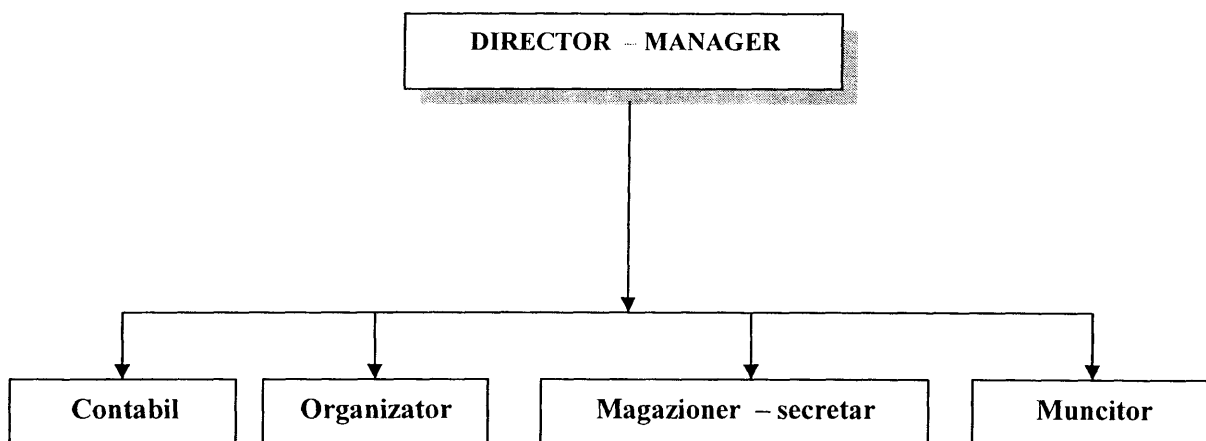 DIRECTOR – MANAGER
Contabil
Organizator
Magazioner – secretar
Muncitor